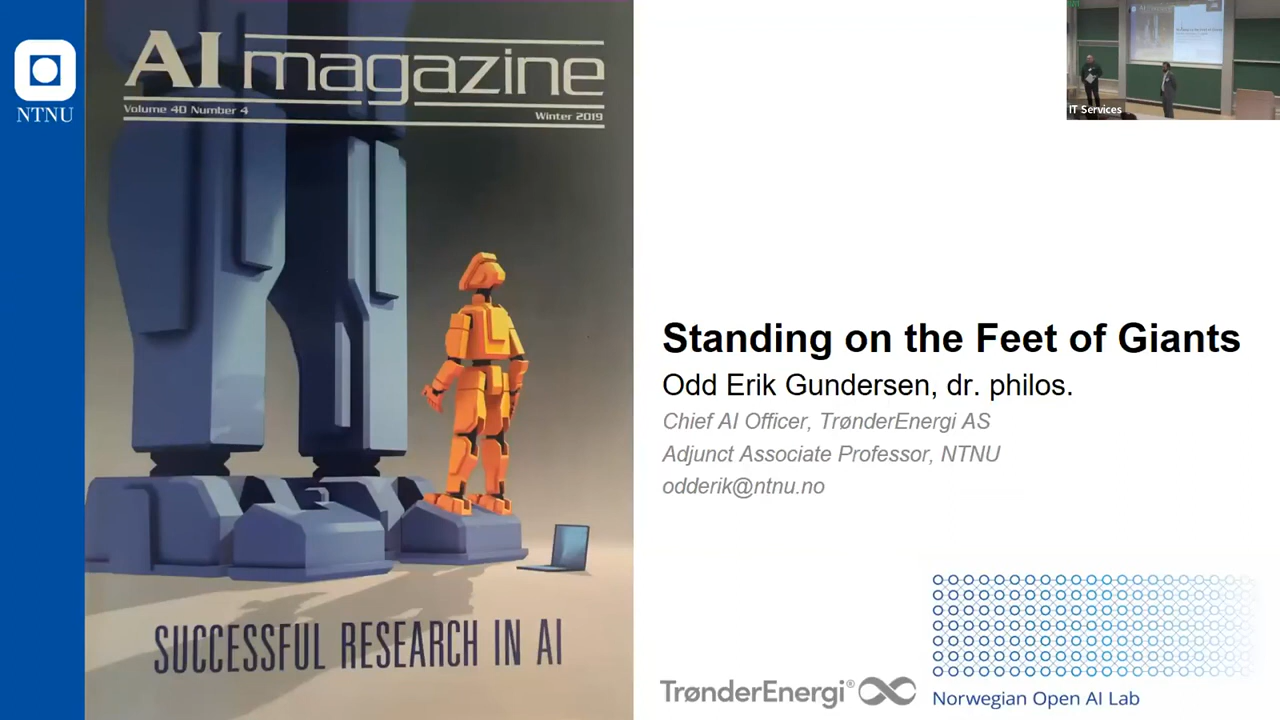 NTNU
AI magazine
Volume 40 Number 4
Winter 2019
SUCCESSFUL RESEARCH IN AI
IT Services
Standing on the Feet of Giants
Odd Erik Gundersen, dr. philos.
Chief AI Officer, TrønderEnergi AS
Adjunct Associate Professor, NTNU
odderik@ntnu.no
TrønderEnergi®
Norwegian Open AI Lab